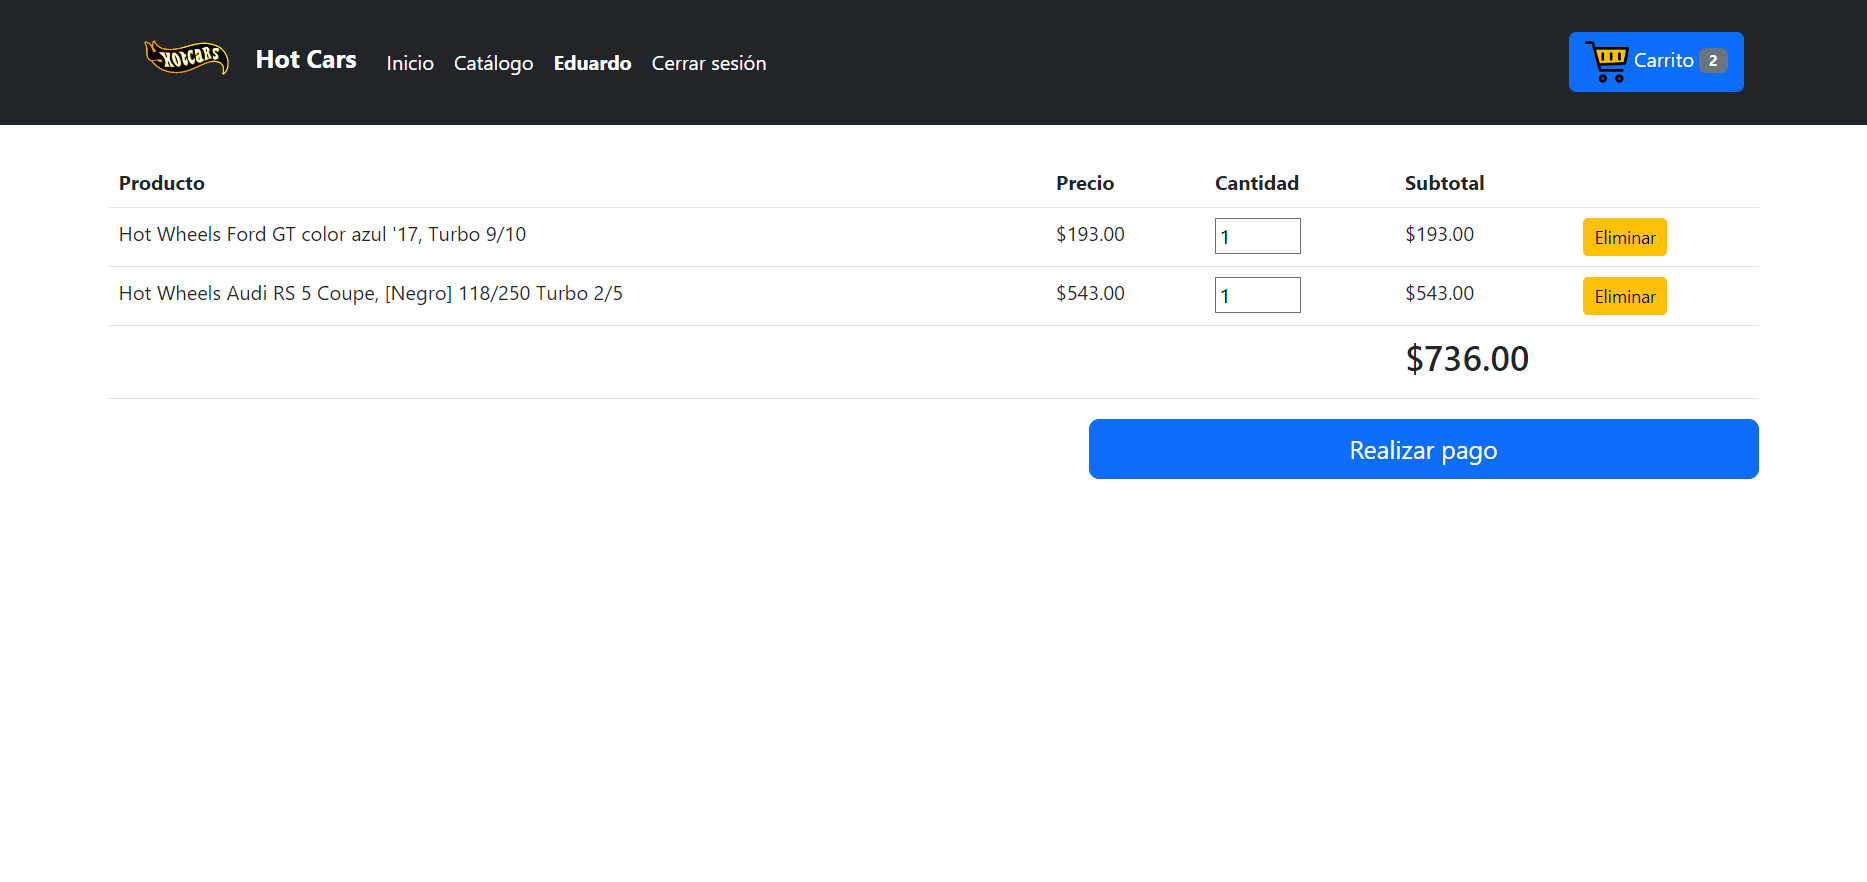 HOTCARS Hot Cars Inicio Catálogo Eduardo Cerrar sesión Carrito 2
Producto Precio Cantidad Subtotal
Hot Wheels Ford GT color azul '17, Turbo 9/10 $193.00 1 $193.00 Eliminar
Hot Wheels Audi RS 5 Coupe, [Negro] 118/250 Turbo 2/5 $543.00 1 $543.00 Eliminar
$736.00
Realizar pago